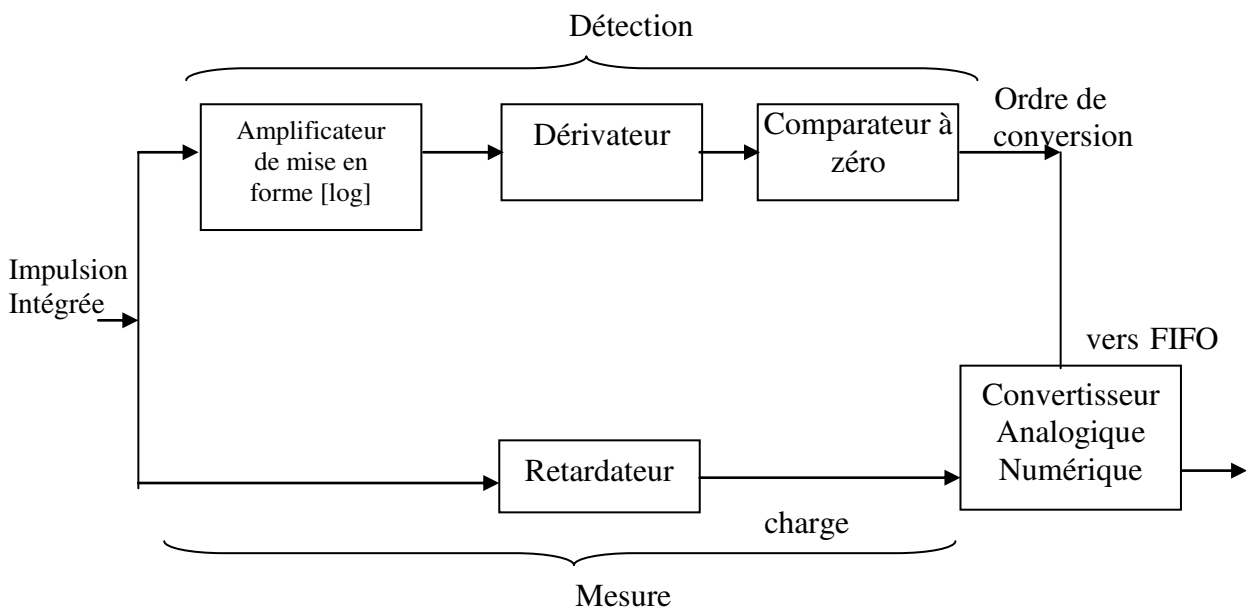 Détection
Amplificateur
de mise en
forme [log]
Dérivateur
Comparateur à
zéro
Ordre de
conversion
Impulsion
Intégrée
vers FIFO
Convertisseur
Analogique
Numérique
Retardateur
charge
Mesure